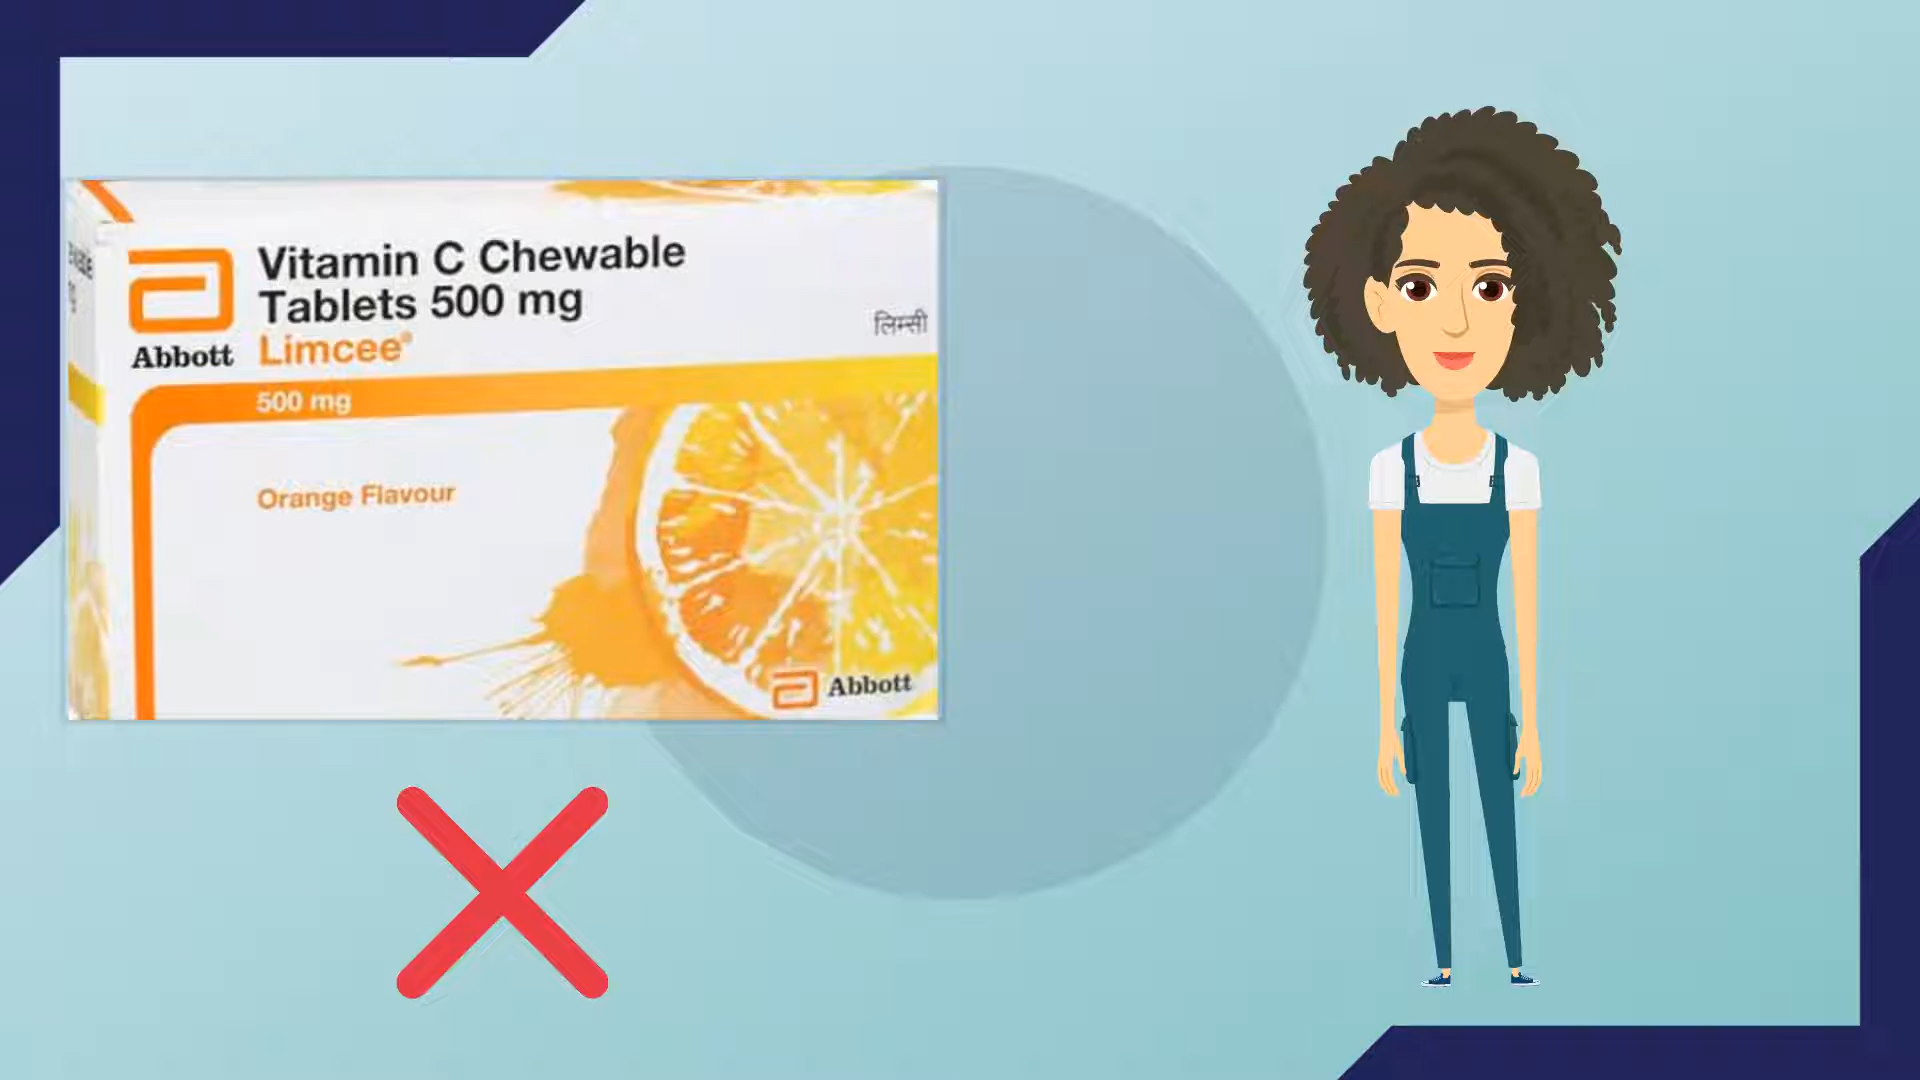 Vitamin C Chewable
Tablets 500 mg
Limcee®
लिम्सी
Abbott
500 mg
Orange Flavour
Abbott